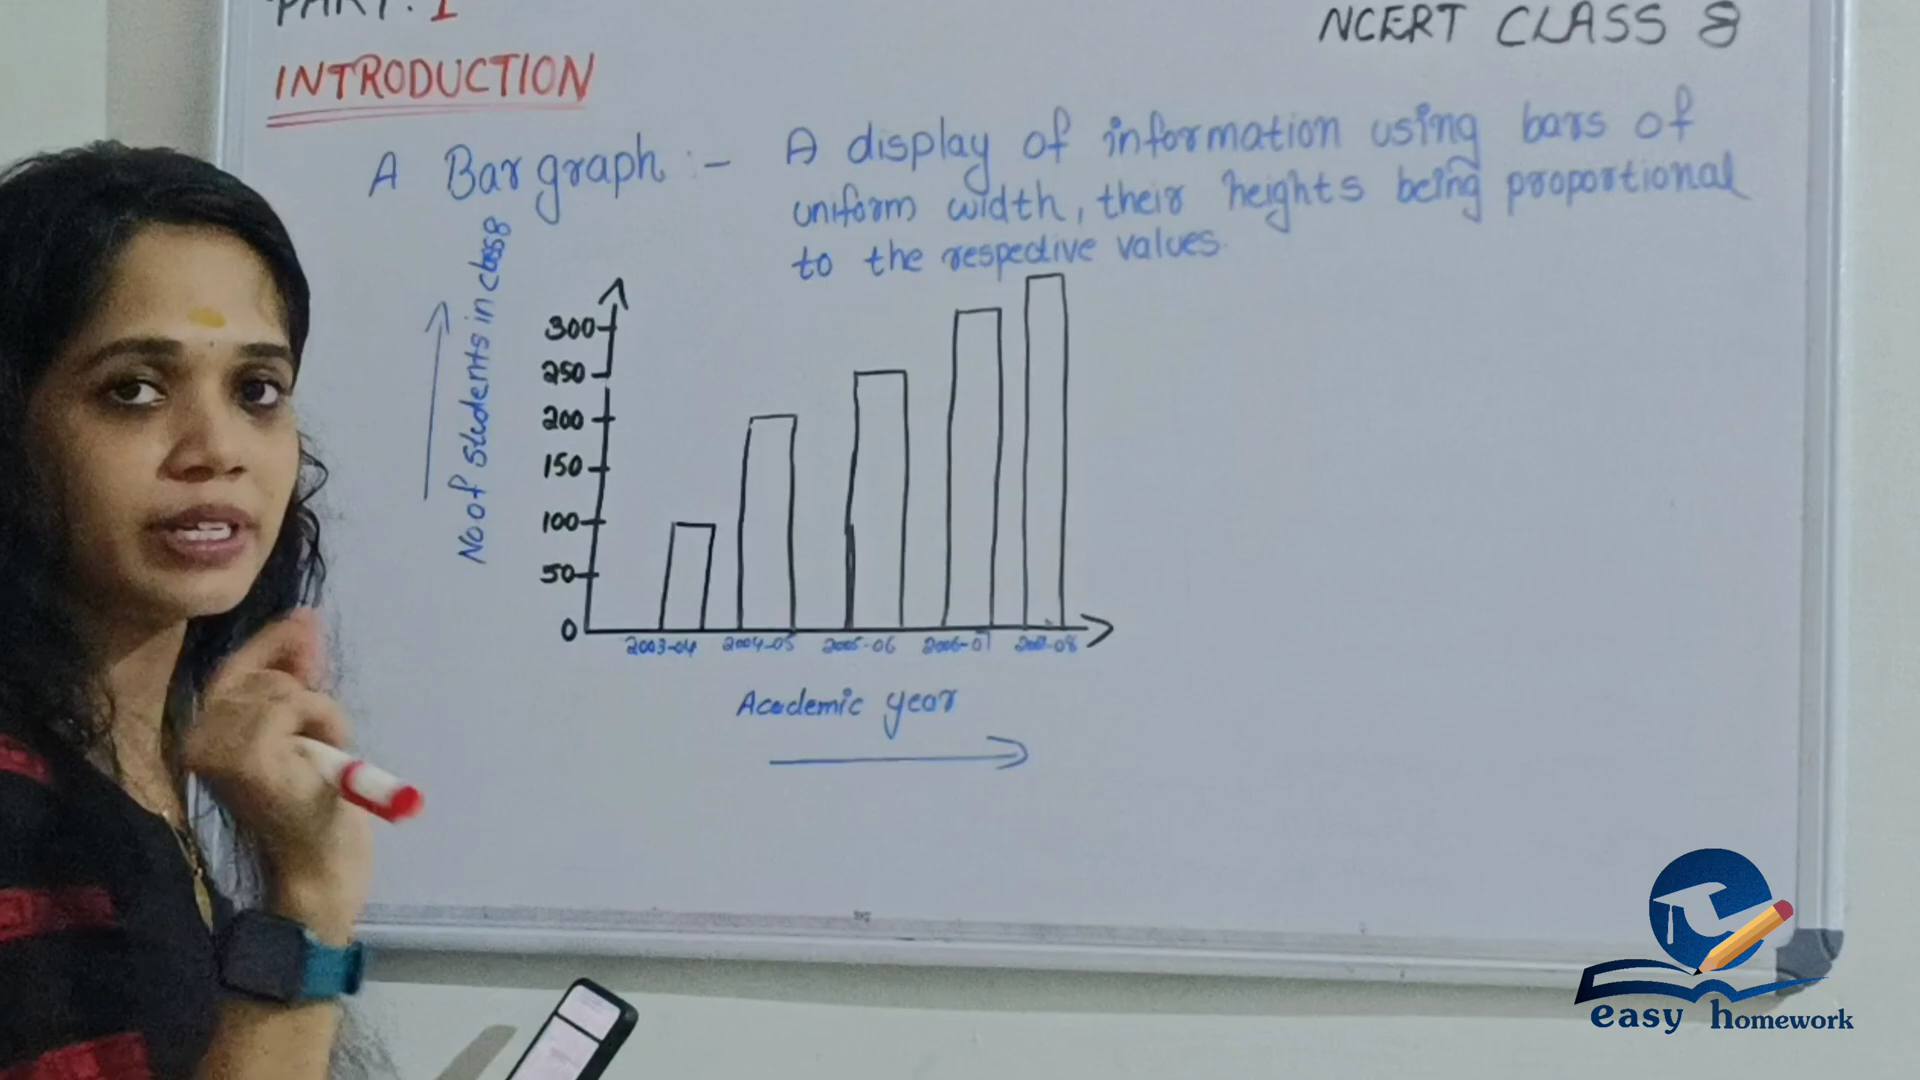 PART. I
NCERT CLASS 8
INTRODUCTION
A Bar graph :- A display of information using bars of
uniform width, their heights being proportional
to the respective values.
No of students in class 8
300
250
200
150
100
50
0
2003-04 2004-05 2005-06 2006-07 2007-08
Academic year
easy homework